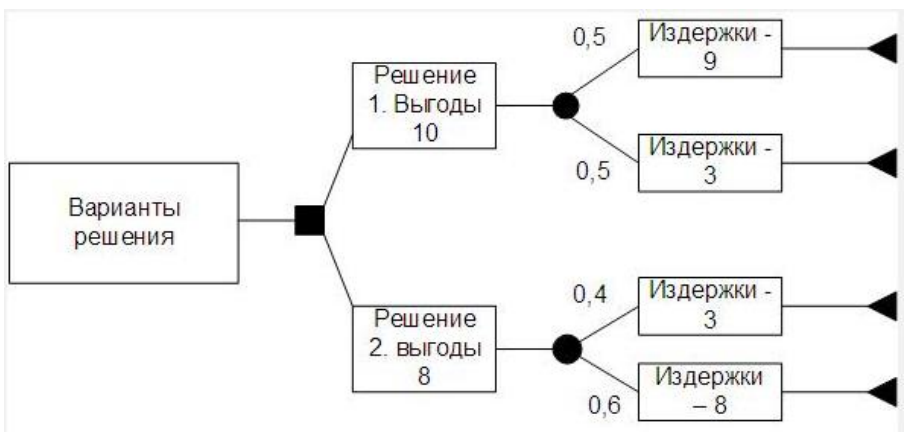 Варианты
решения
Решение
1. Выгоды
10
0,5
Издержки -
9
0,5
Издержки -
3
Решение
2. выгоды
8
0,4
Издержки -
3
0,6
Издержки
– 8